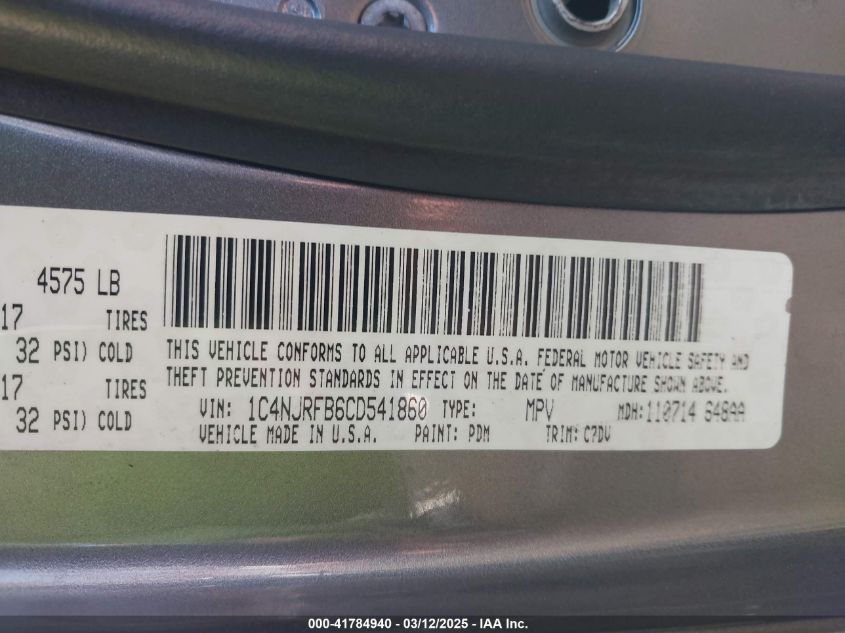 4575 LB
17 TIRES
32 PSI) COLD
17 TIRES
32 PSI) COLD
THIS VEHICLE CONFORMS TO ALL APPLICABLE U.S.A. FEDERAL MOTOR VEHICLE SAFETY AND
THEFT PREVENTION STANDARDS IN EFFECT ON THE DATE OF MANUFACTURE SHOWN ABOVE.
VIN: 1C4NJRFB6CD541860 TYPE: MPV MDH: 110714 648AA
VEHICLE MADE IN U.S.A. PAINT: PDM TRIM: C7DV
000-41784940 - 03/12/2025 - IAA Inc.